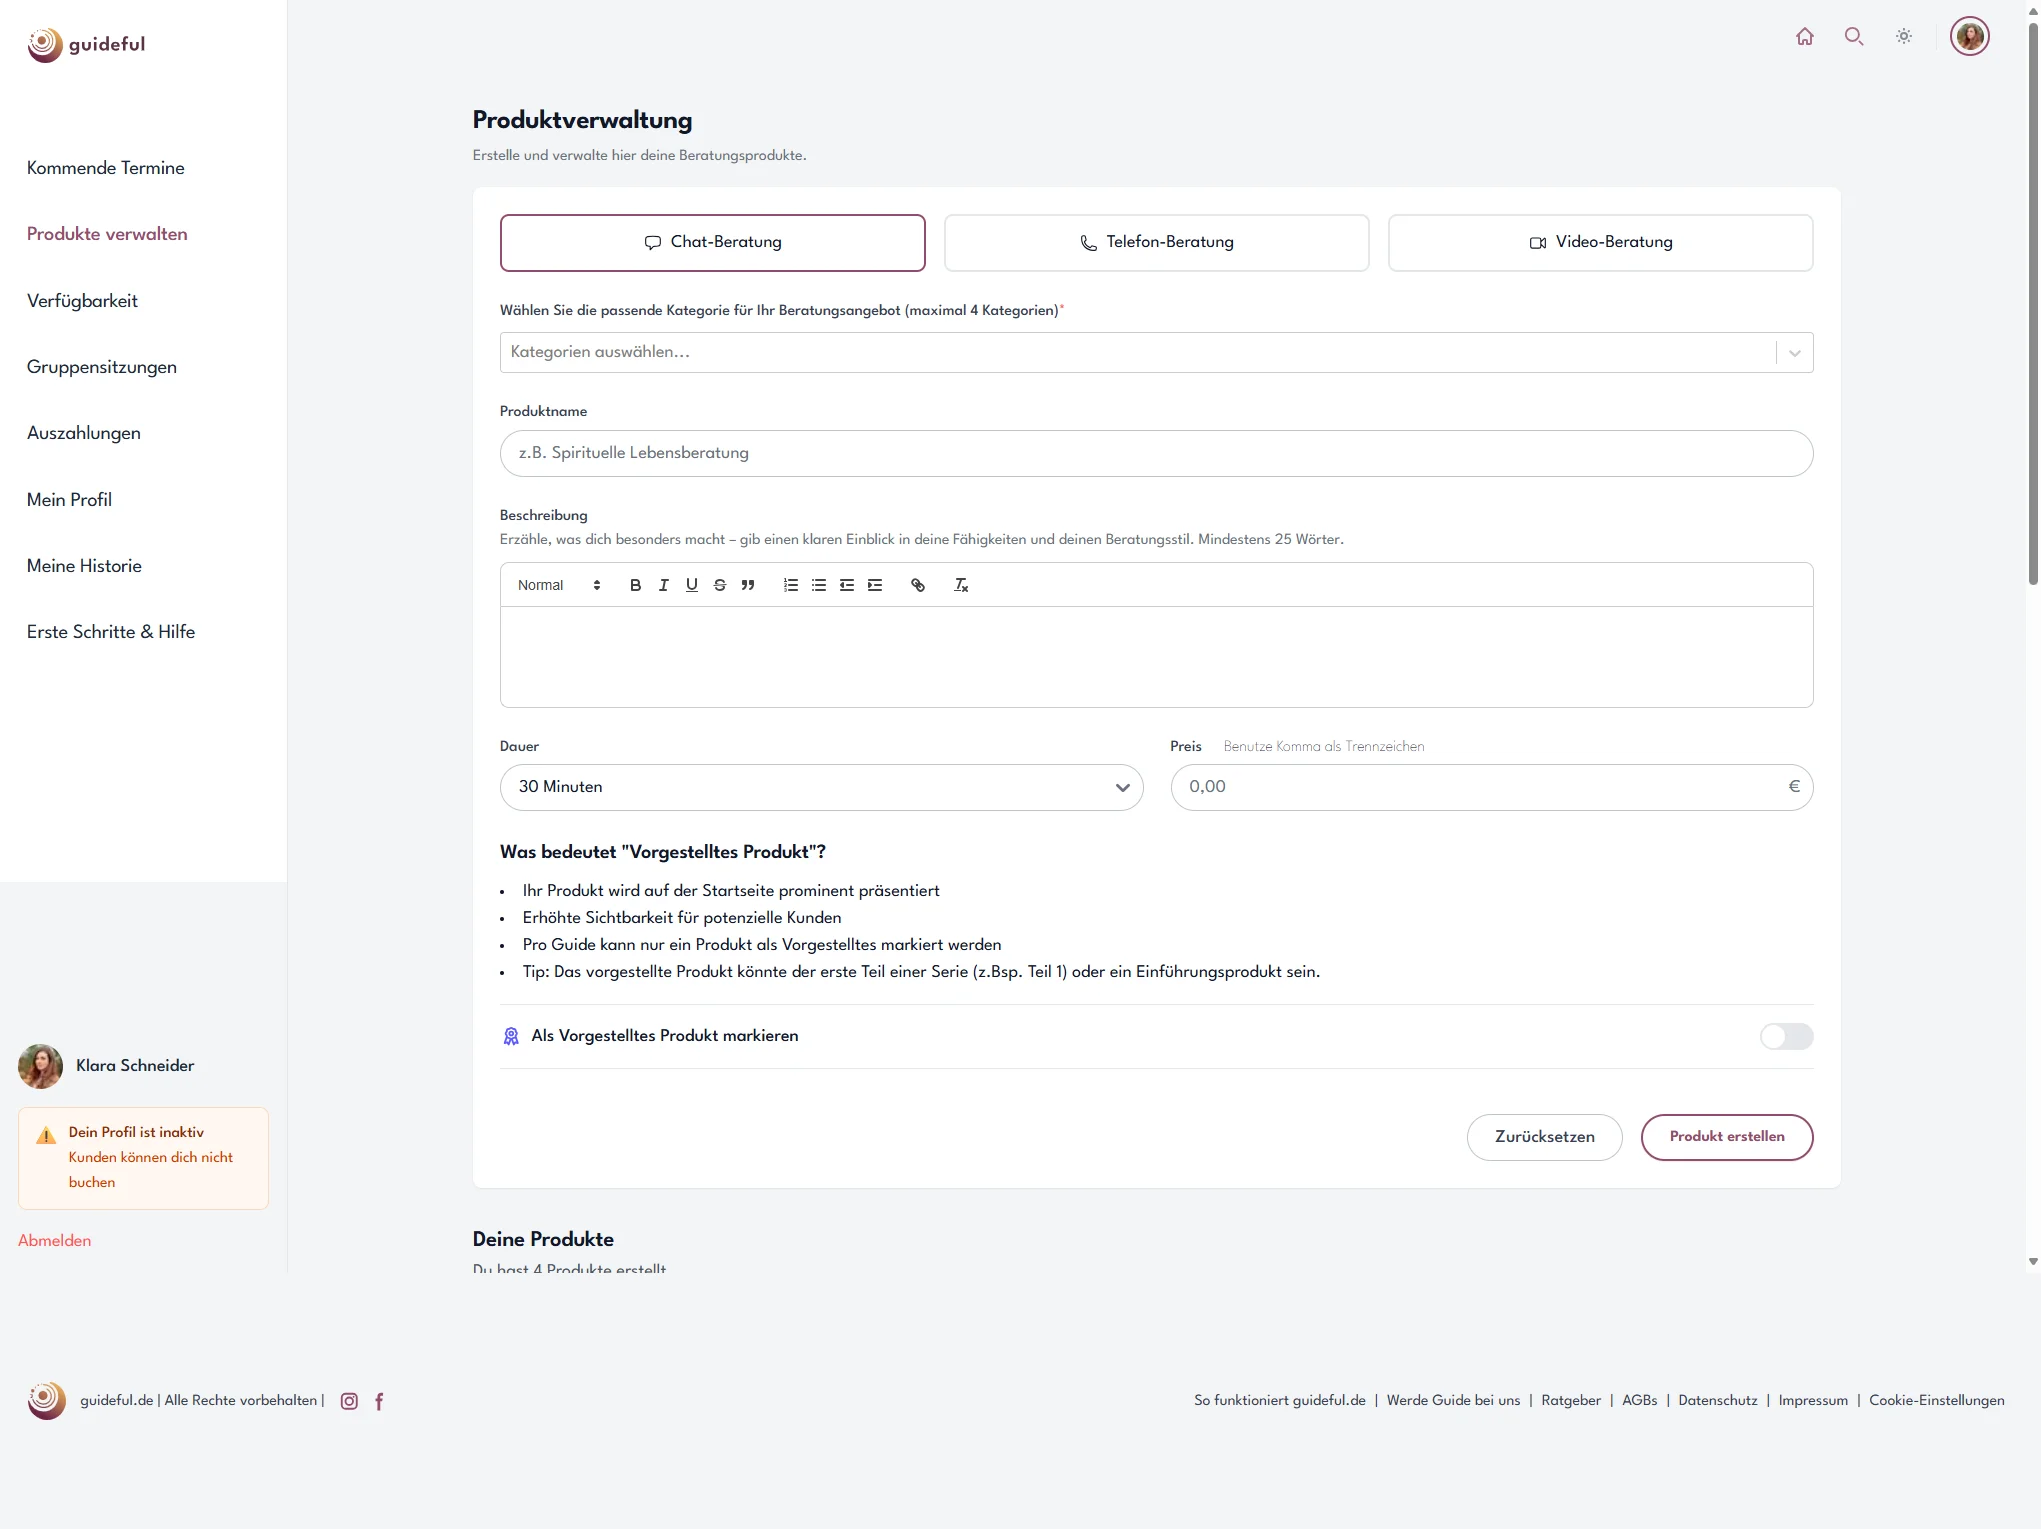 guideful
Kommende Termine
Produkte verwalten
Verfügbarkeit
Gruppensitzungen
Auszahlungen
Mein Profil
Meine Historie
Erste Schritte & Hilfe
Klara Schneider
Dein Profil ist inaktiv
Kunden können dich nicht
buchen
Abmelden
Produktverwaltung
Erstelle und verwalte hier deine Beratungsprodukte.
Chat-Beratung
Telefon-Beratung
Video-Beratung
Wählen Sie die passende Kategorie für Ihr Beratungsangebot (maximal 4 Kategorien)*
Kategorien auswählen...
Produktname
z.B. Spirituelle Lebensberatung
Beschreibung
Erzähle, was dich besonders macht – gib einen klaren Einblick in deine Fähigkeiten und deinen Beratungsstil. Mindestens 25 Wörter.
Normal
Dauer
30 Minuten
Preis Benutze Komma als Trennzeichen
0,00 €
Was bedeutet "Vorgestelltes Produkt"?
• Ihr Produkt wird auf der Startseite prominent präsentiert
• Erhöhte Sichtbarkeit für potenzielle Kunden
• Pro Guide kann nur ein Produkt als Vorgestelltes markiert werden
• Tip: Das vorgestellte Produkt könnte der erste Teil einer Serie (z.Bsp. Teil 1) oder ein Einführungsprodukt sein.
Als Vorgestelltes Produkt markieren
Zurücksetzen
Produkt erstellen
Deine Produkte
Du hast 4 Produkte erstellt
guideful.de | Alle Rechte vorbehalten |
So funktioniert guideful.de | Werde Guide bei uns | Ratgeber | AGBs | Datenschutz | Impressum | Cookie-Einstellungen